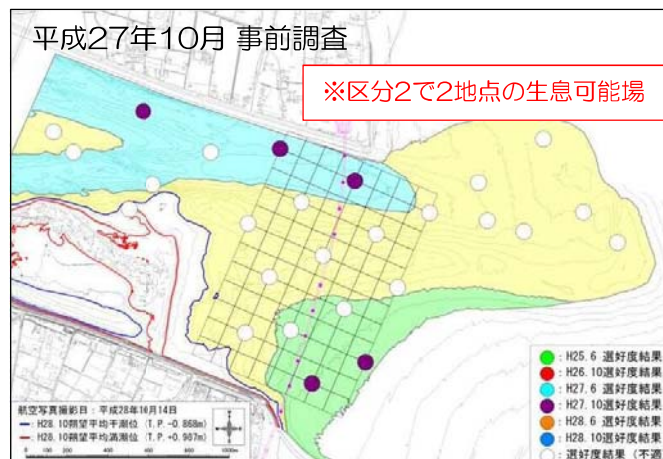 平成27年10月 事前調査
※区分2で2地点の生息可能場
: H25.6 選好度結果
: H26.10選好度結果
: H27.6 選好度結果
: H27.10選好度結果
: H28.6 選好度結果
: H28.10選好度結果
: 選好度結果（不適
航空写真撮影日：平成28年10月14日
H28.10朔望平均干潮位（T.P.-0.868m）
H28.10朔望平均満潮位（T.P.+0.907m）